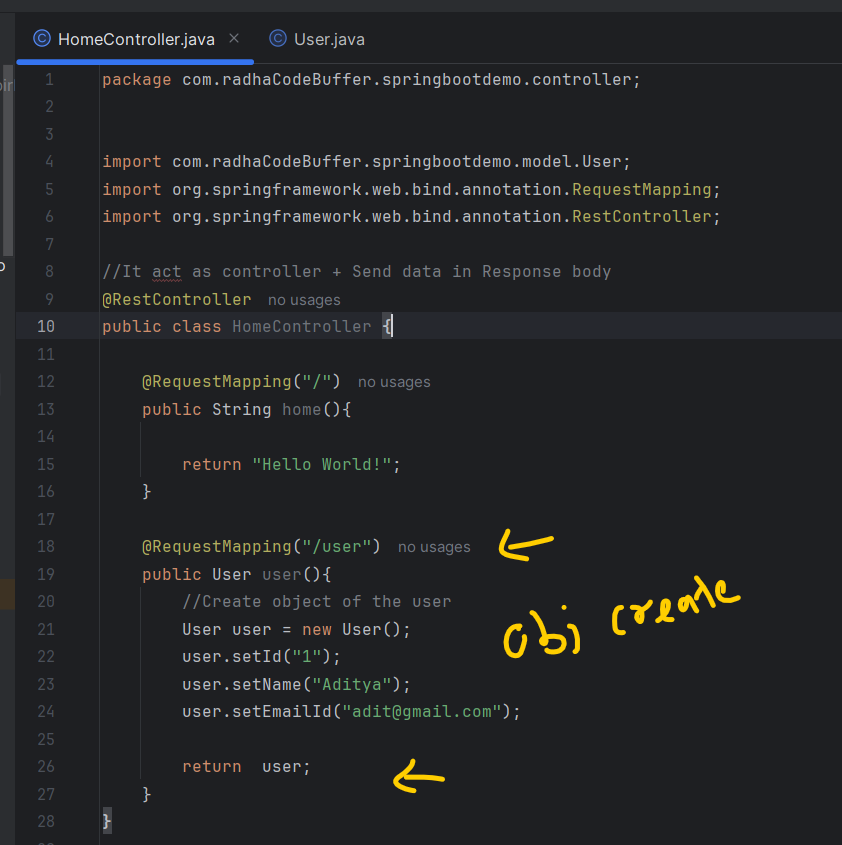 HomeController.java
User.java
1 package com.radhaCodeBuffer.springbootdemo.controller;
2
3
4 import com.radhaCodeBuffer.springbootdemo.model.User;
5 import org.springframework.web.bind.annotation.RequestMapping;
6 import org.springframework.web.bind.annotation.RestController;
7
8 //It act as controller + Send data in Response body
9 @RestController no usages
10 public class HomeController {
11
12 @RequestMapping("/") no usages
13 public String home(){
14
15 return "Hello World!";
16 }
17
18 @RequestMapping("/user") no usages
19 public User user(){
20 //Create object of the user
21 User user = new User();
obj create
22 user.setId("1");
23 user.setName("Aditya");
24 user.setEmailId("adit@gmail.com");
25
26 return  user;
27 }
28 }